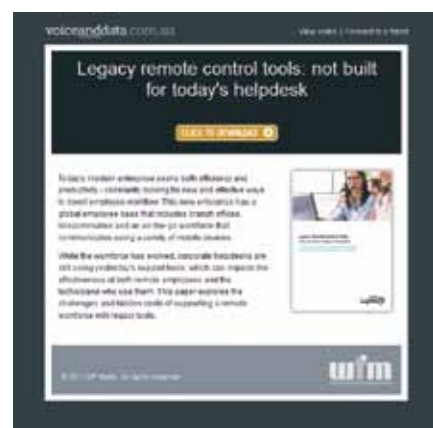 voiceanddata.com.au
Legacy remote control tools: not built
for today's helpdesk
CLICK TO DOWNLOAD
Today's modern enterprise seeks both efficiency and
productivity - constantly looking for new and effective ways
to boost employee workflow. This new enterprise has a
global employee base that includes branch offices,
telecommuters and an on-the-go workforce that
communicates using a variety of mobile devices.
While the workforce has evolved, corporate helpdesks are
still using yesterday's support tools, which can impede the
effectiveness of both remote employees and the
technicians who use them. This paper explores the
challenges and hidden costs of supporting a remote
workforce with legacy tools.
All rights reserved
wfm